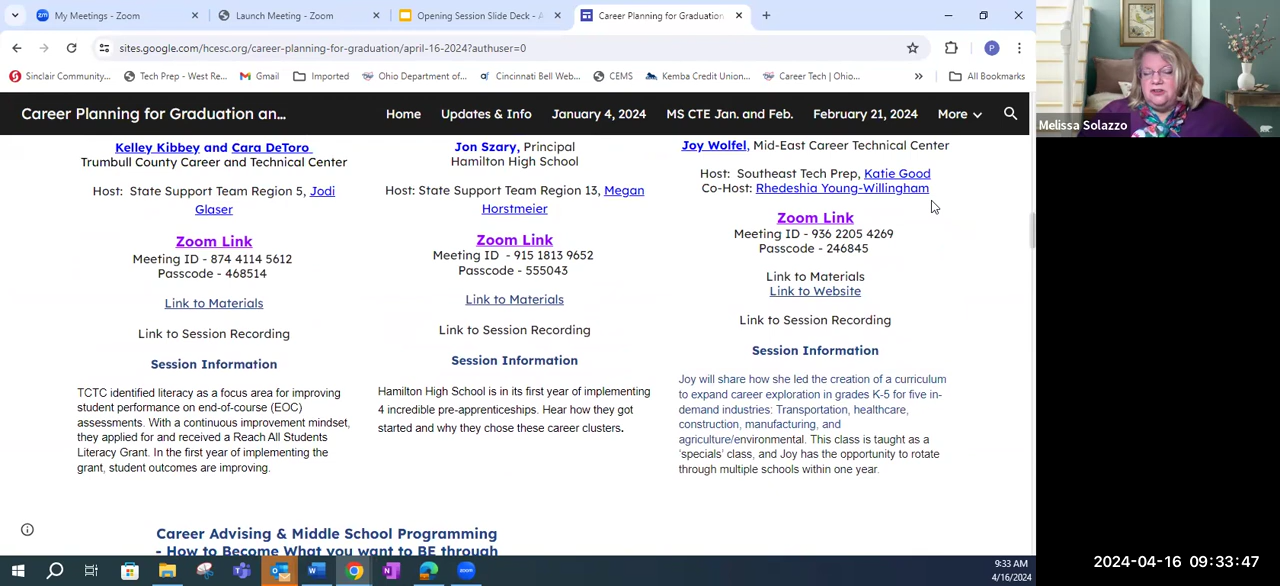 My Meetings - Zoom
Launch Meeting - Zoom
Opening Session Slide Deck - A
Career Planning for Graduation
sites.google.com/hcesc.org/career-planning-for-graduation/april-16-2024?authuser=0
P
Sinclair Community...
Tech Prep - West Re...
Gmail
Imported
Ohio Department of...
Cincinnati Bell Web...
CEMS
Kemba Credit Union...
Career Tech | Ohio...
»
All Bookmarks
Career Planning for Graduation an...
Home
Updates & Info
January 4, 2024
MS CTE Jan. and Feb.
February 21, 2024
More
Kelley Kibbey and Cara DeToro
Trumbull County Career and Technical Center
Host: State Support Team Region 5, Jodi
Glaser
Zoom Link
Meeting ID - 874 4114 5612
Passcode - 468514
Link to Materials
Link to Session Recording
Session Information
TCTC identified literacy as a focus area for improving
student performance on end-of-course (EOC)
assessments. With a continuous improvement mindset,
they applied for and received a Reach All Students
Literacy Grant. In the first year of implementing the
grant, student outcomes are improving.
Jon Szary, Principal
Hamilton High School
Host: State Support Team Region 13, Megan
Horstmeier
Zoom Link
Meeting ID - 915 1813 9652
Passcode - 555043
Link to Materials
Link to Session Recording
Session Information
Hamilton High School is in its first year of implementing
4 incredible pre-apprenticeships. Hear how they got
started and why they chose these career clusters.
Joy Wolfel, Mid-East Career Technical Center
Host: Southeast Tech Prep, Katie Good
Co-Host: Rhedeshia Young-Willingham
Zoom Link
Meeting ID - 936 2205 4269
Passcode - 246845
Link to Materials
Link to Website
Link to Session Recording
Session Information
Joy will share how she led the creation of a curriculum
to expand career exploration in grades K-5 for five in-
demand industries: Transportation, healthcare,
construction, manufacturing, and
agriculture/environmental. This class is taught as a
‘specials’ class, and Joy has the opportunity to rotate
through multiple schools within one year.
Career Advising & Middle School Programming
- How to Become What you want to BE through
9:33 AM
4/16/2024
Melissa Solazzo
2024-04-16 09:33:47